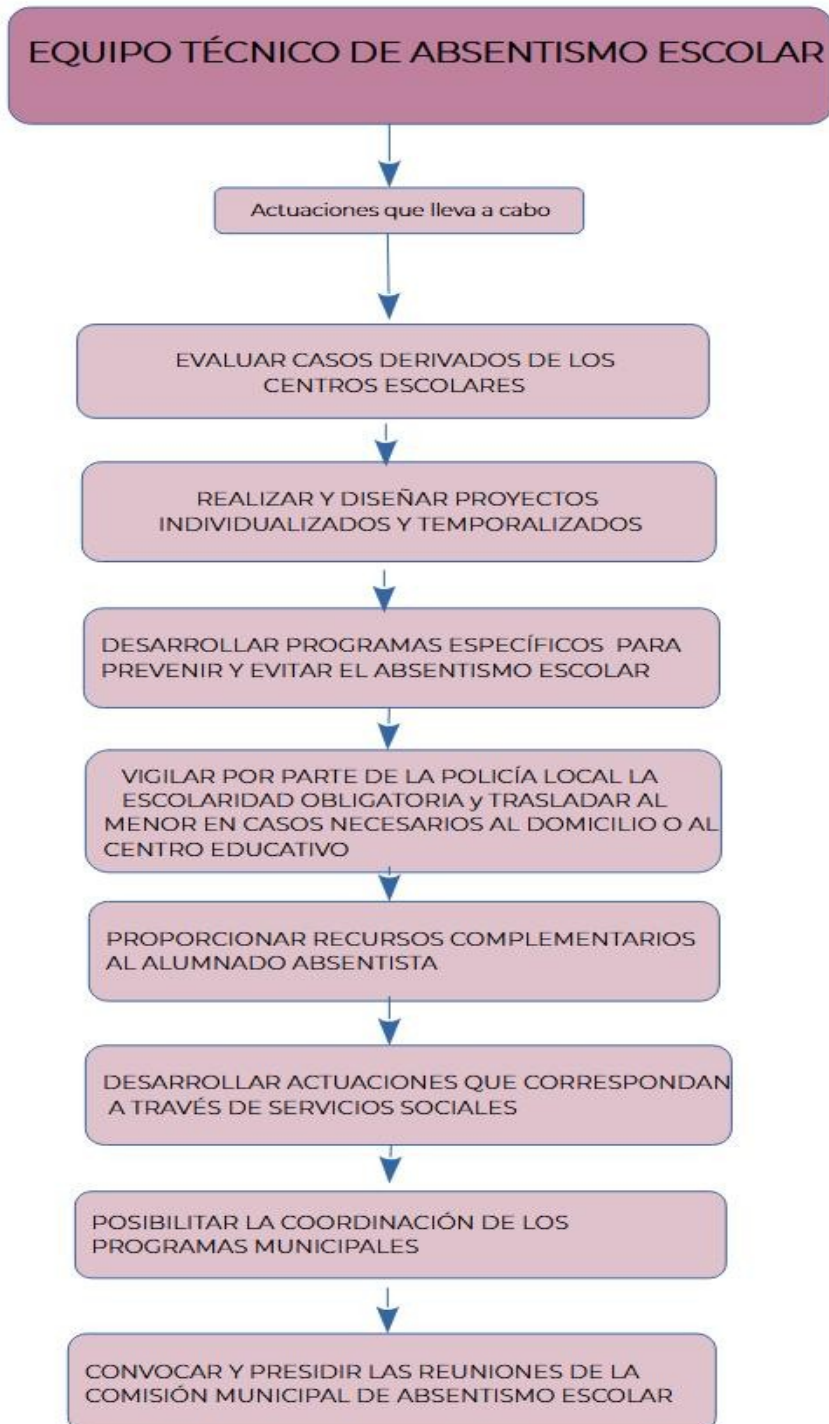 EQUIPO TÉCNICO DE ABSENTISMO ESCOLAR
Actuaciones que lleva a cabo
EVALUAR CASOS DERIVADOS DE LOS
CENTROS ESCOLARES
REALIZAR Y DISEÑAR PROYECTOS
INDIVIDUALIZADOS Y TEMPORALIZADOS
DESARROLLAR PROGRAMAS ESPECÍFICOS PARA
PREVENIR Y EVITAR EL ABSENTISMO ESCOLAR
VIGILAR POR PARTE DE LA POLICÍA LOCAL LA
ESCOLARIDAD OBLIGATORIA y TRASLADAR AL
MENOR EN CASOS NECESARIOS AL DOMICILIO O AL
CENTRO EDUCATIVO
PROPORCIONAR RECURSOS COMPLEMENTARIOS
AL ALUMNADO ABSENTISTA
DESARROLLAR ACTUACIONES QUE CORRESPONDAN
A TRAVÉS DE SERVICIOS SOCIALES
POSIBILITAR LA COORDINACIÓN DE LOS
PROGRAMAS MUNICIPALES
CONVOCAR Y PRESIDIR LAS REUNIONES DE LA
COMISIÓN MUNICIPAL DE ABSENTISMO ESCOLAR